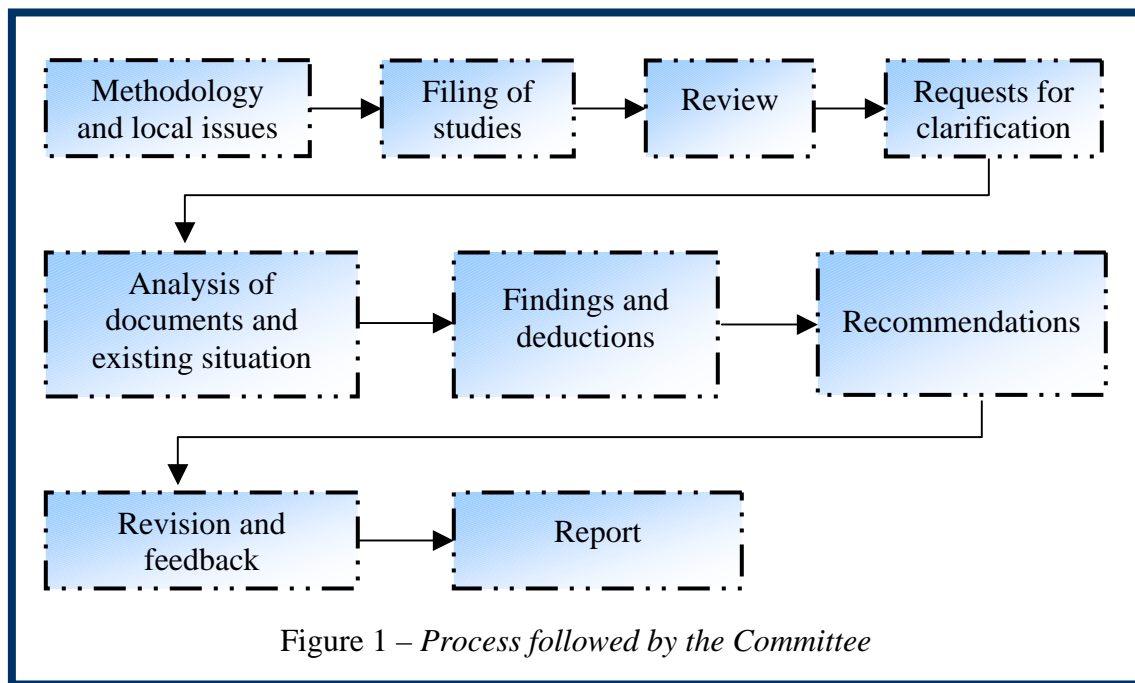 Methodology
and local issues
Filing of
studies
Review
Requests for
clarification
Analysis of
documents and
existing situation
Findings and
deductions
Recommendations
Revision and
feedback
Report
Figure 1 – Process followed by the Committee